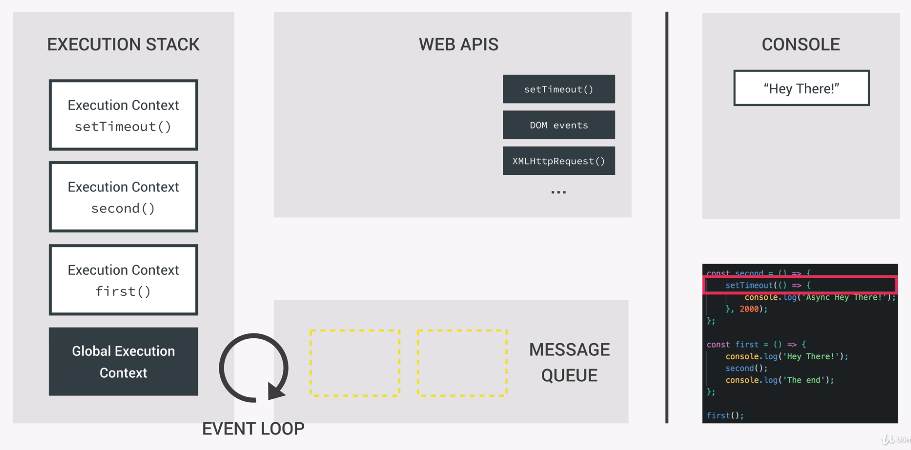 EXECUTION STACK
Execution Context
setTimeout()
Execution Context
second()
Execution Context
first()
Global Execution
Context
EVENT LOOP
WEB APIS
setTimeout()
DOM events
XMLHttpRequest()
...
MESSAGE
QUEUE
CONSOLE
“Hey There!”
const second = () => {
setTimeout(() => {
console.log('Async Hey There!');
}, 2000);
};
const first = () => {
console.log('Hey There!');
second();
console.log('The end');
};
first();